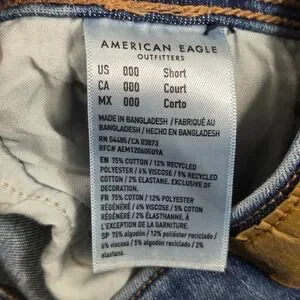 AMERICAN EAGLE
OUTFITTERS
US 000 Short
CA 000 Court
MX 000 Corto
MADE IN BANGLADESH / FABRIQUÉ AU
BANGLADESH / HECHO EN BANGLADESH
RN 54485 / CA 03873
RFC# AEM120605U9A
EN 75% COTTON / 12% RECYCLED
POLYESTER / 6% VISCOSE / 5% RECYCLED
COTTON / 2% ELASTANE. EXCLUSIVE OF
DECORATION.
FR 75% COTON / 12% POLYESTER
RÉGÉNÉRÉ / 6% VISCOSE / 5% COTON
RÉGÉNÉRÉ / 2% ÉLASTHANNE. À
L'EXCEPTION DE LA GARNITURE.
SP 75% algodón / 12% poliéster reciclado /
6% viscosa / 5% algodón reciclado / 2%
elastano.